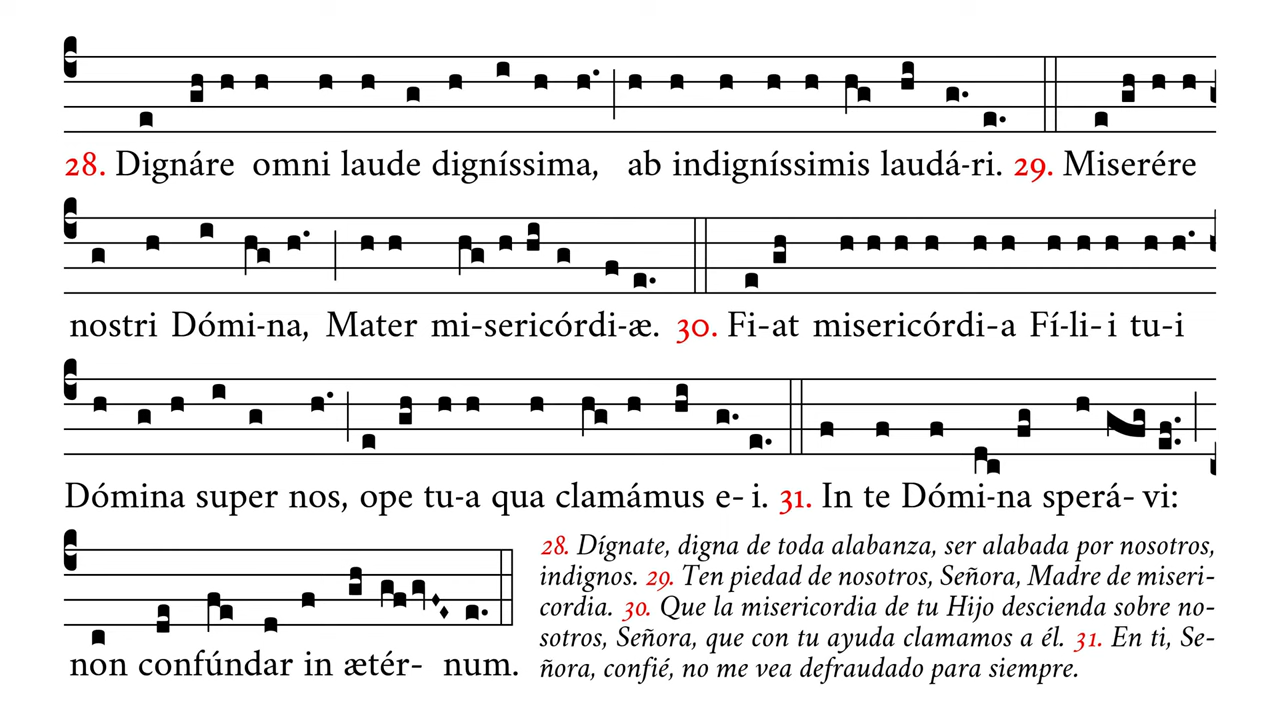 28. Dignáre omni laude digníssima, ab indigníssimis laudá-ri. 29. Miserére
nostri Dómi-na, Mater mi-sericórdi-æ. 30. Fi-at misericórdi-a Fí-li-i tu-i
Dómina super nos, ope tu-a qua clamámus e-i. 31. In te Dómi-na sperá-vi:
non confúndar in ætér- num.
28. Dígnate, digna de toda alabanza, ser alabada por nosotros,
indignos. 29. Ten piedad de nosotros, Señora, Madre de miseri-
cordia. 30. Que la misericordia de tu Hijo descienda sobre no-
sotros, Señora, que con tu ayuda clamamos a él. 31. En ti, Se-
ñora, confié, no me vea defraudado para siempre.